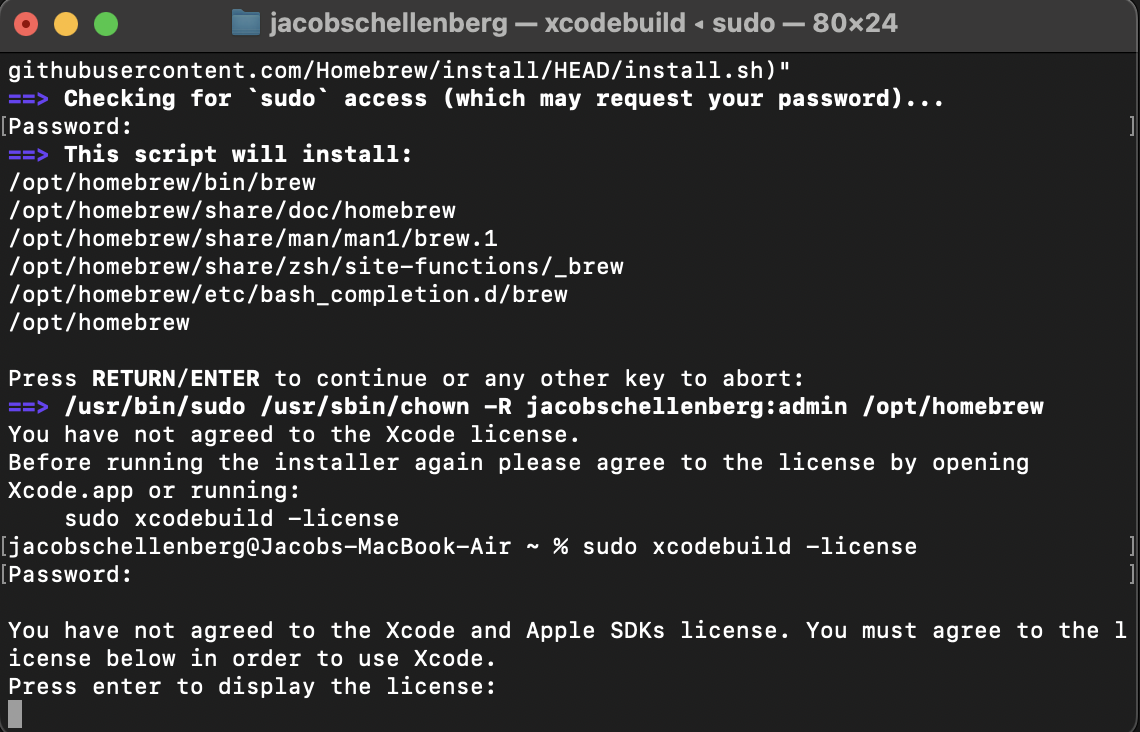 jacobschellenberg — xcodebuild ◂ sudo — 80×24
githubusercontent.com/Homebrew/install/HEAD/install.sh)"
==> Checking for `sudo` access (which may request your password)...
[Password: ]
==> This script will install:
/opt/homebrew/bin/brew
/opt/homebrew/share/doc/homebrew
/opt/homebrew/share/man/man1/brew.1
/opt/homebrew/share/zsh/site-functions/_brew
/opt/homebrew/etc/bash_completion.d/brew
/opt/homebrew

Press RETURN/ENTER to continue or any other key to abort:
==> /usr/bin/sudo /usr/sbin/chown -R jacobschellenberg:admin /opt/homebrew
You have not agreed to the Xcode license.
Before running the installer again please agree to the license by opening
Xcode.app or running:
    sudo xcodebuild -license
[jacobschellenberg@Jacobs-MacBook-Air ~ % sudo xcodebuild -license ]
[Password: ]

You have not agreed to the Xcode and Apple SDKs license. You must agree to the l
icense below in order to use Xcode.
Press enter to display the license: